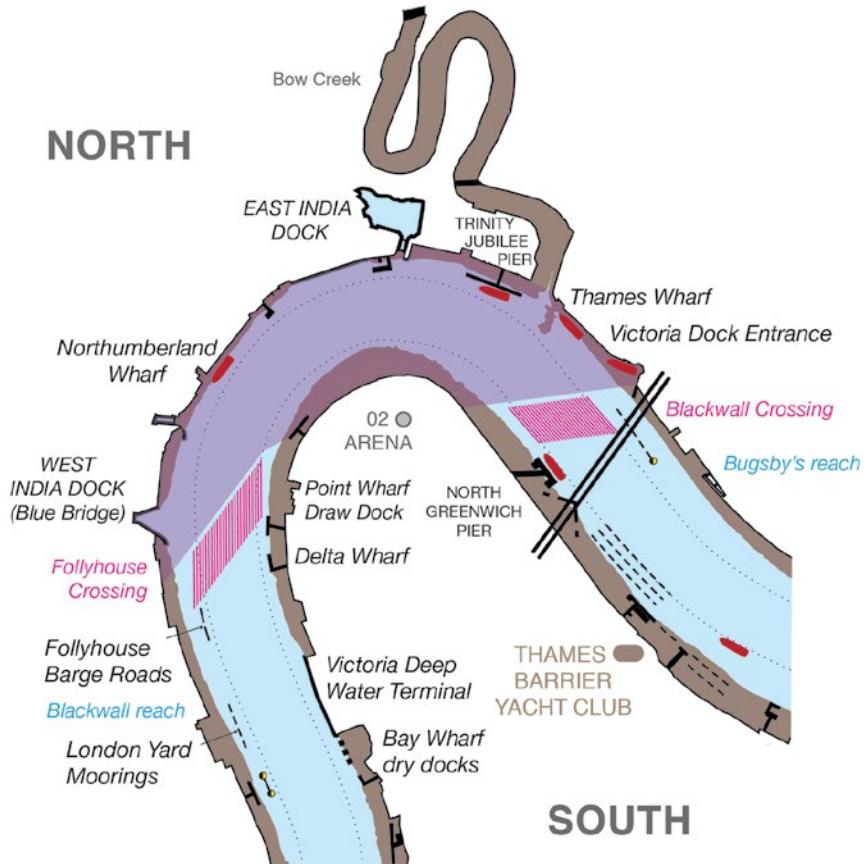 Bow Creek
NORTH
EAST INDIA
DOCK
TRINITY
JUBILEE
PIER
Thames Wharf
Victoria Dock Entrance
Northumberland
Wharf
02
ARENA
Blackwall Crossing
Bugsby's reach
WEST
INDIA DOCK
(Blue Bridge)
Point Wharf
Draw Dock
NORTH
GREENWICH
PIER
Delta Wharf
Follyhouse
Crossing
Follyhouse
Barge Roads
Victoria Deep
Water Terminal
THAMES
BARRIER
YACHT CLUB
Blackwall reach
London Yard
Moorings
Bay Wharf
dry docks
SOUTH